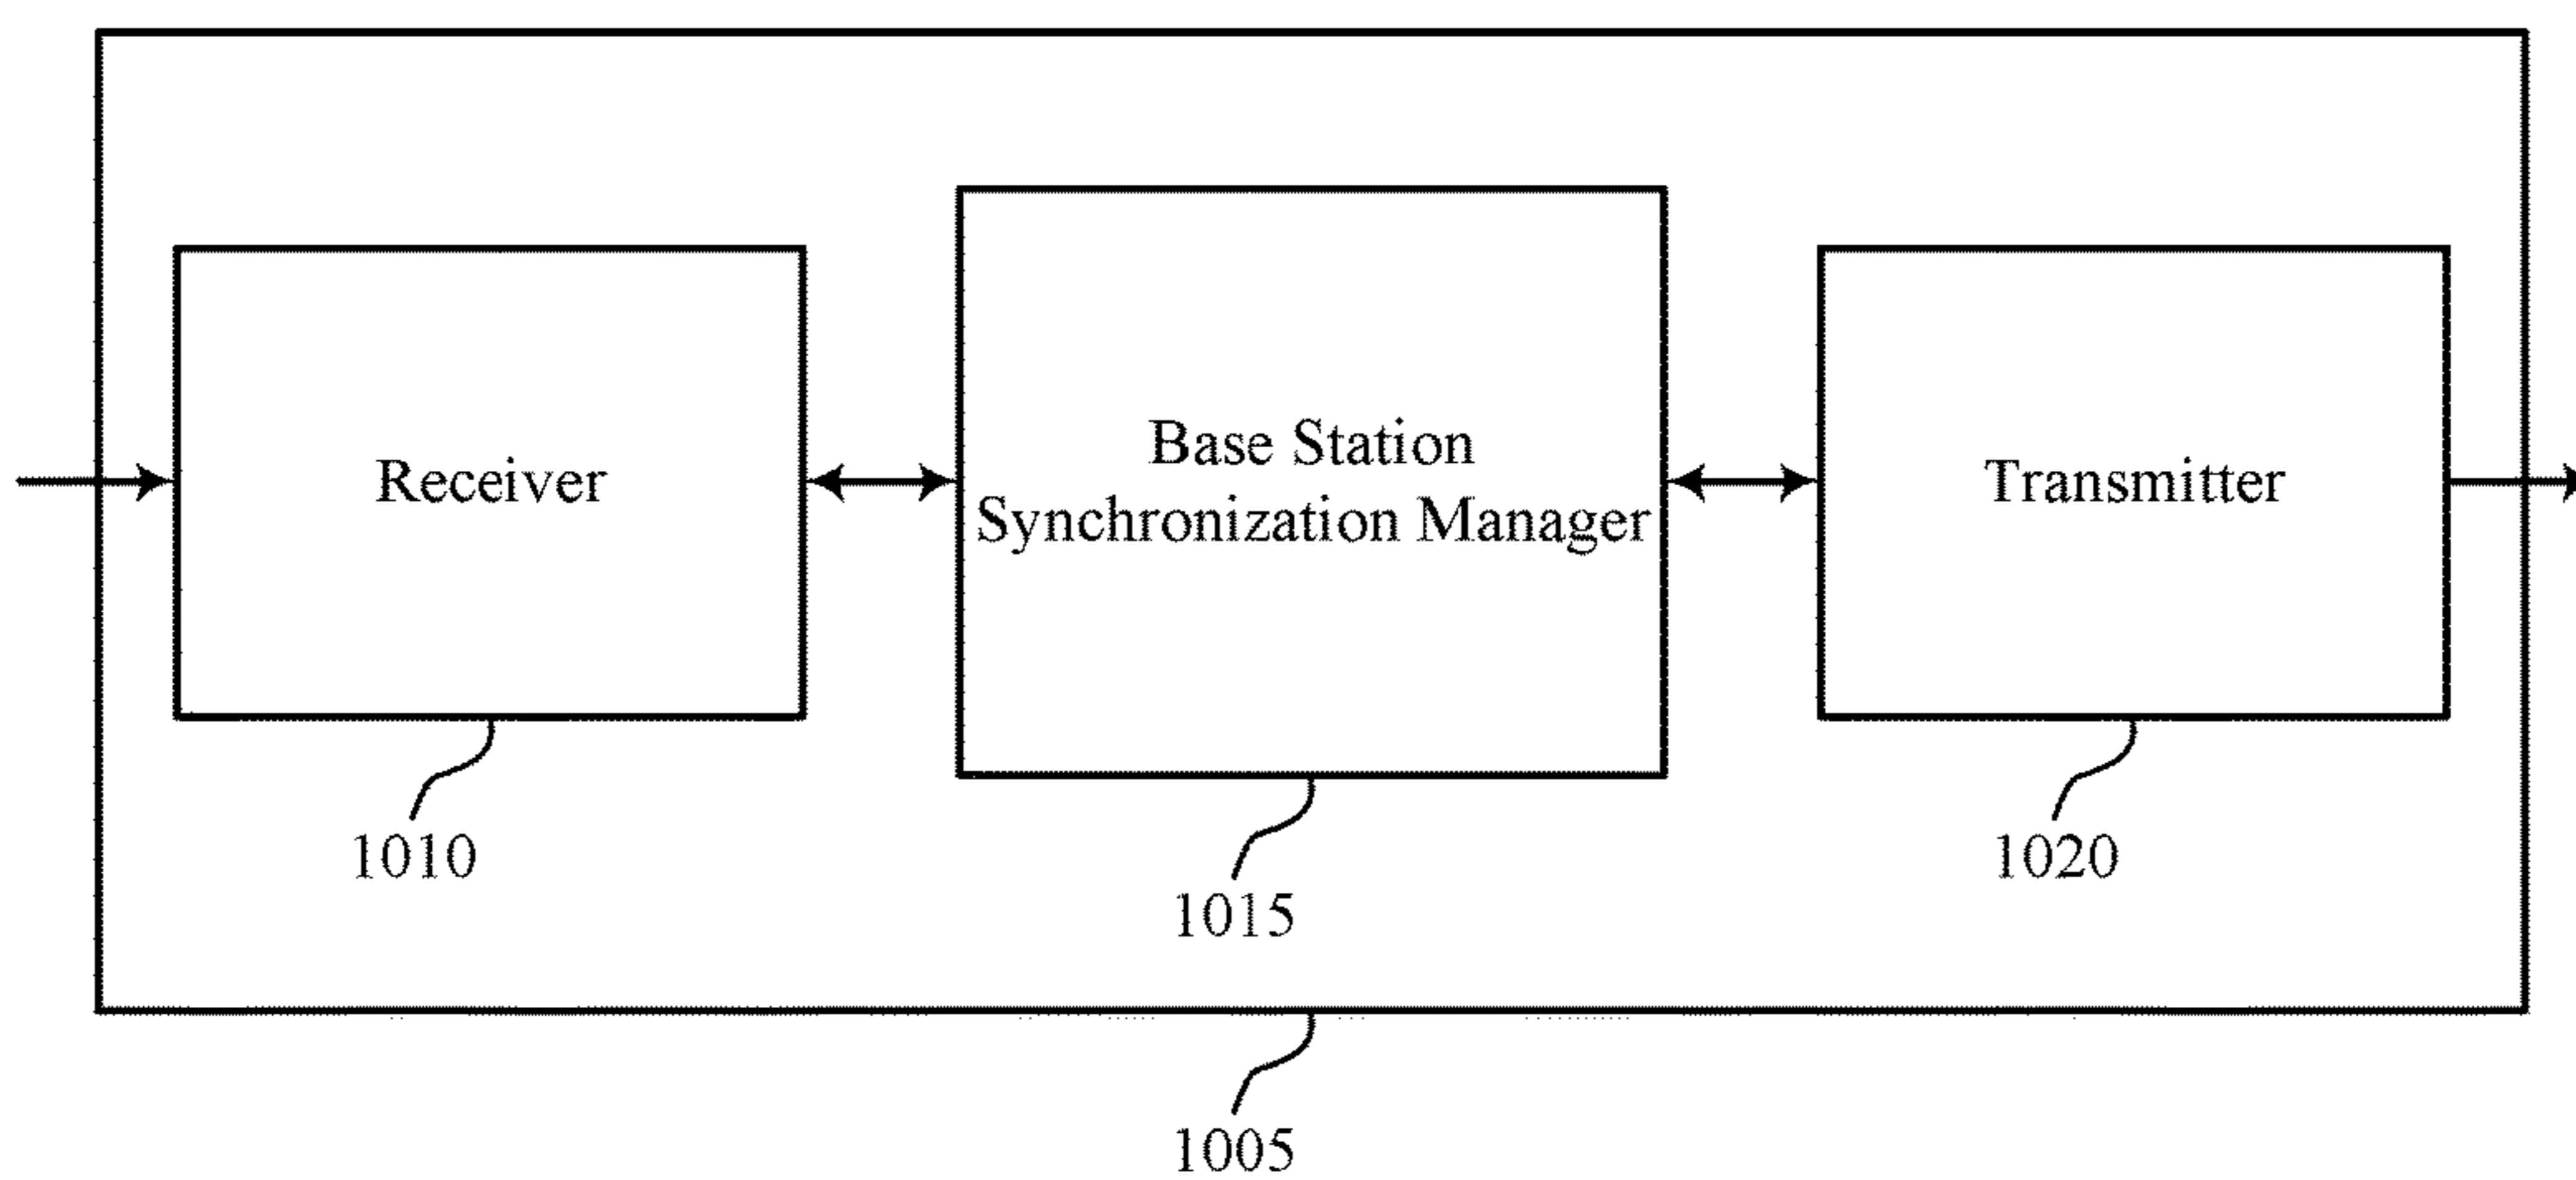 Receiver
Base Station
Synchronization Manager
Transmitter
1010
1015
1020
1005